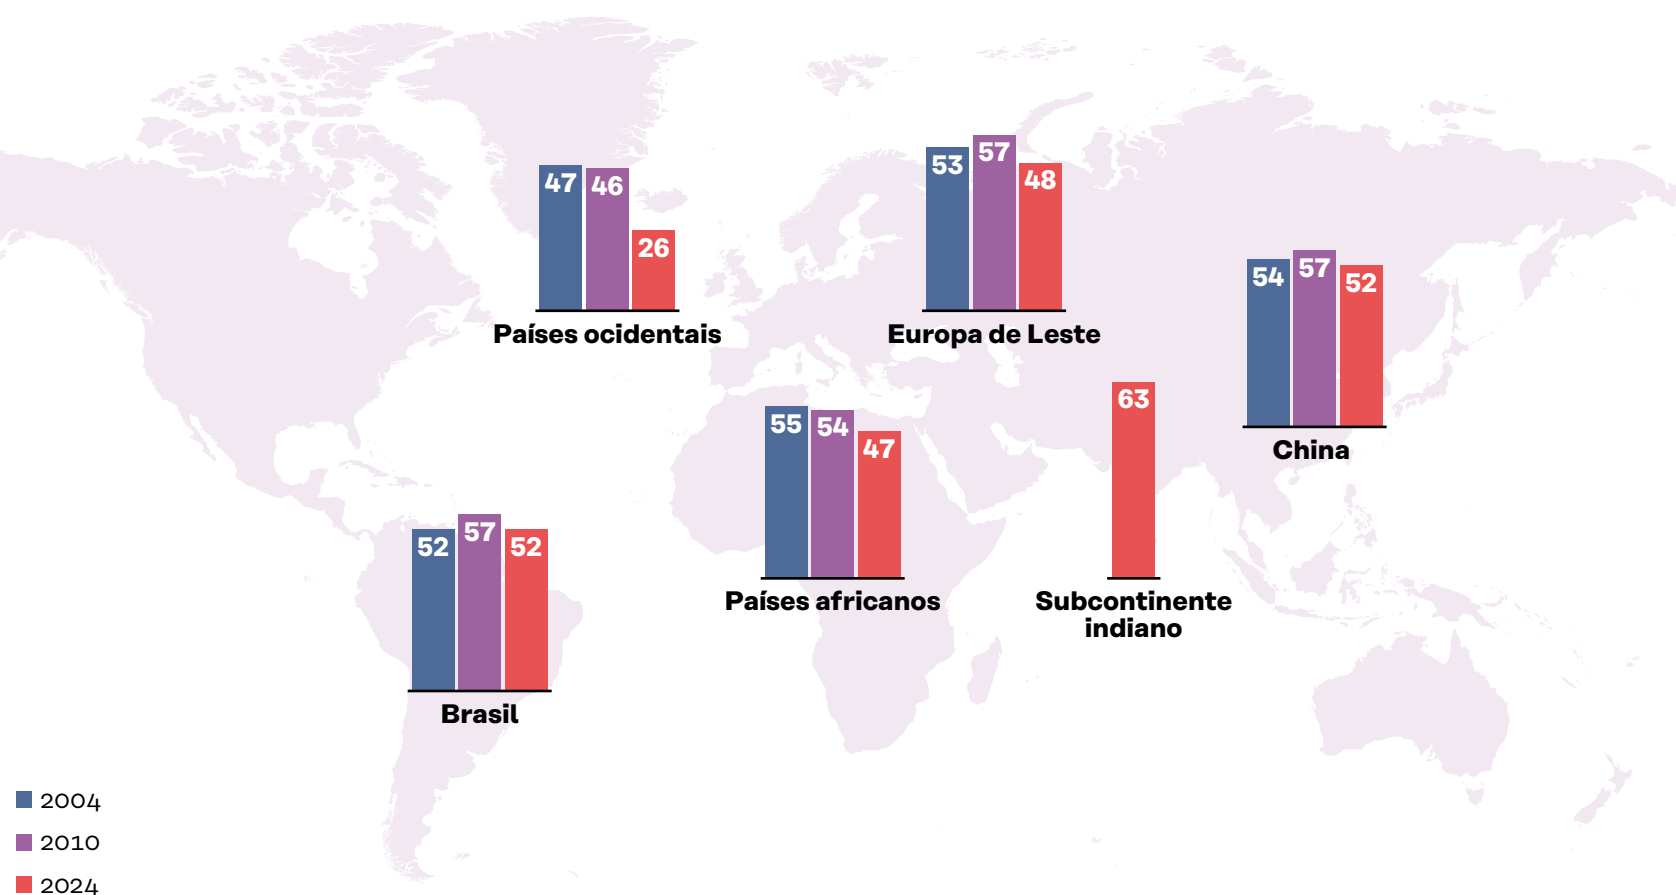 47 46 26
Países ocidentais
53 57 48
Europa de Leste
54 57 52
China
55 54 47
Países africanos
63
Subcontinente
indiano
52 57 52
Brasil
2004
2010
2024